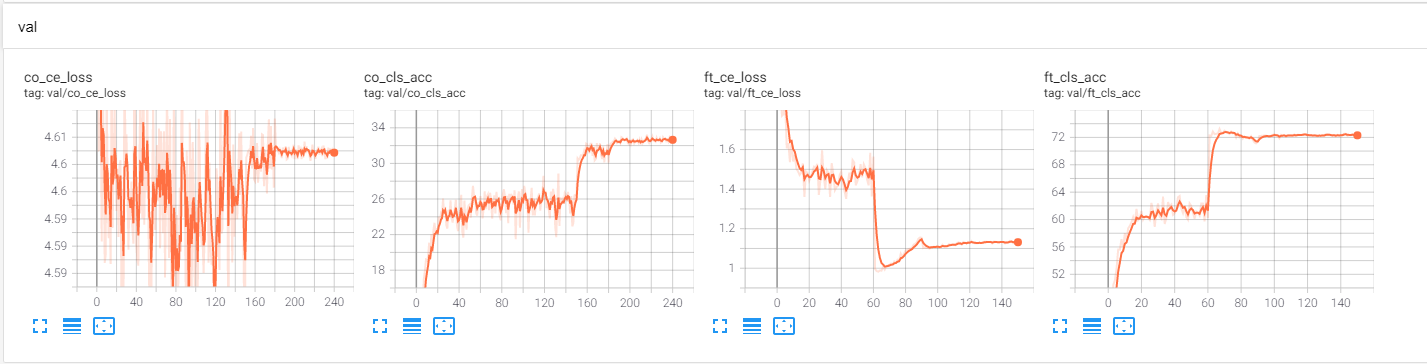 val
co_ce_loss
tag: val/co_ce_loss
4.61
4.6
4.6
4.59
4.59
4.59
0 40 80 120 160 200 240
co_cls_acc
tag: val/co_cls_acc
34
30
26
22
18
0 40 80 120 160 200 240
ft_ce_loss
tag: val/ft_ce_loss
1.6
1.4
1.2
1
0 20 40 60 80 100 120 140
ft_cls_acc
tag: val/ft_cls_acc
72
68
64
60
56
52
0 20 40 60 80 100 120 140